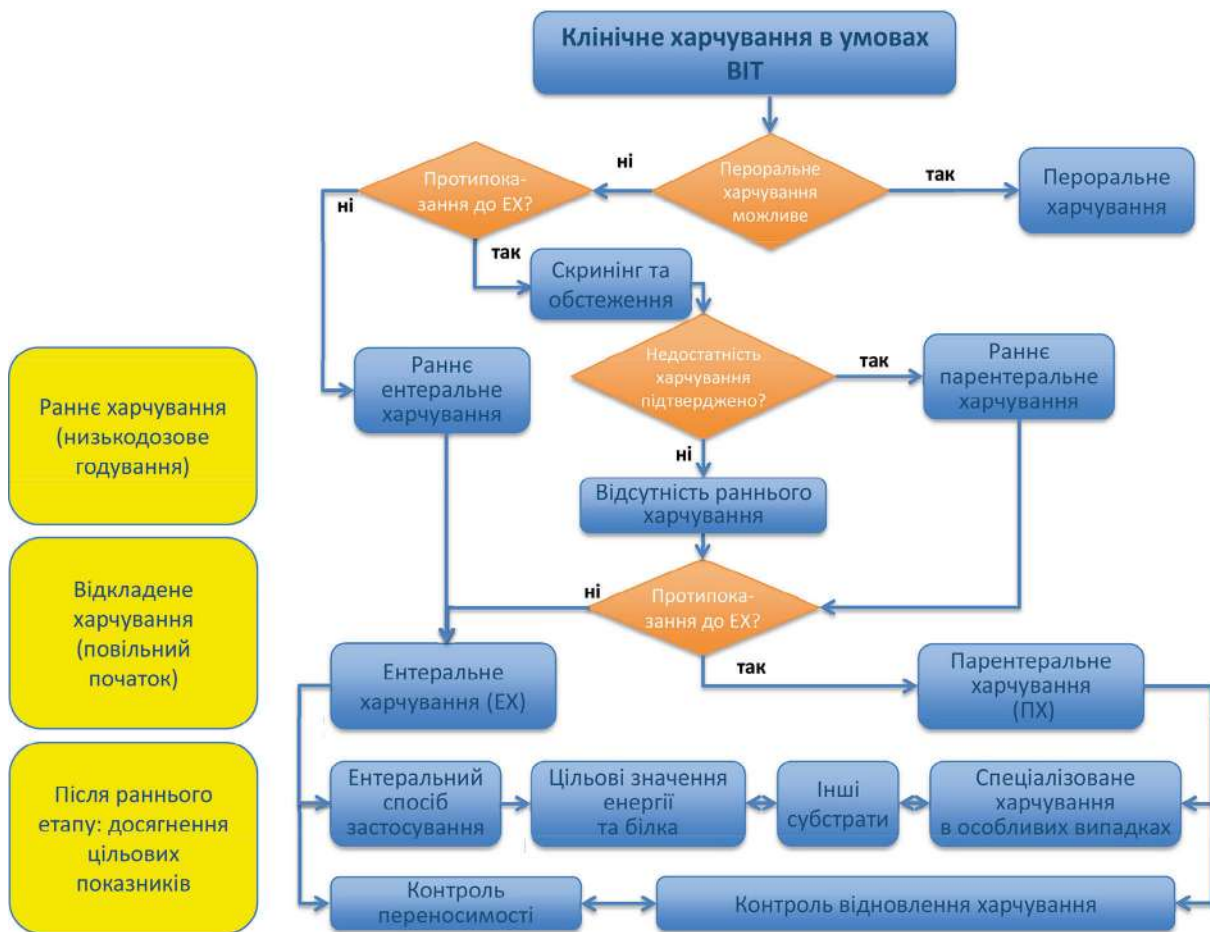 Клінічне харчування в умовах
ВІТ
ні
Протипока-
зання до ЕХ?
Пероральне
харчування
можливе
так
Пероральне
харчування
ні
так
Скринінг та
обстеження
Раннє харчування
(низькодозове
годування)
Раннє
ентеральне
харчування
Недостатність
харчування
підтверджено?
так
Раннє
парентеральне
харчування
ні
Відсутність раннього
харчування
Відкладене
харчування
(повільний
початок)
ні
Протипока-
зання до ЕХ?
так
Ентеральне
харчування (ЕХ)
Парентеральне
харчування
(ПХ)
Після раннього
етапу: досягнення
цільових
показників
Ентеральний
спосіб
застосування
Цільові значення
енергії
та білка
Інші
субстрати
Спеціалізоване
харчування
в особливих випадках
Контроль
переносимості
Контроль відновлення харчування